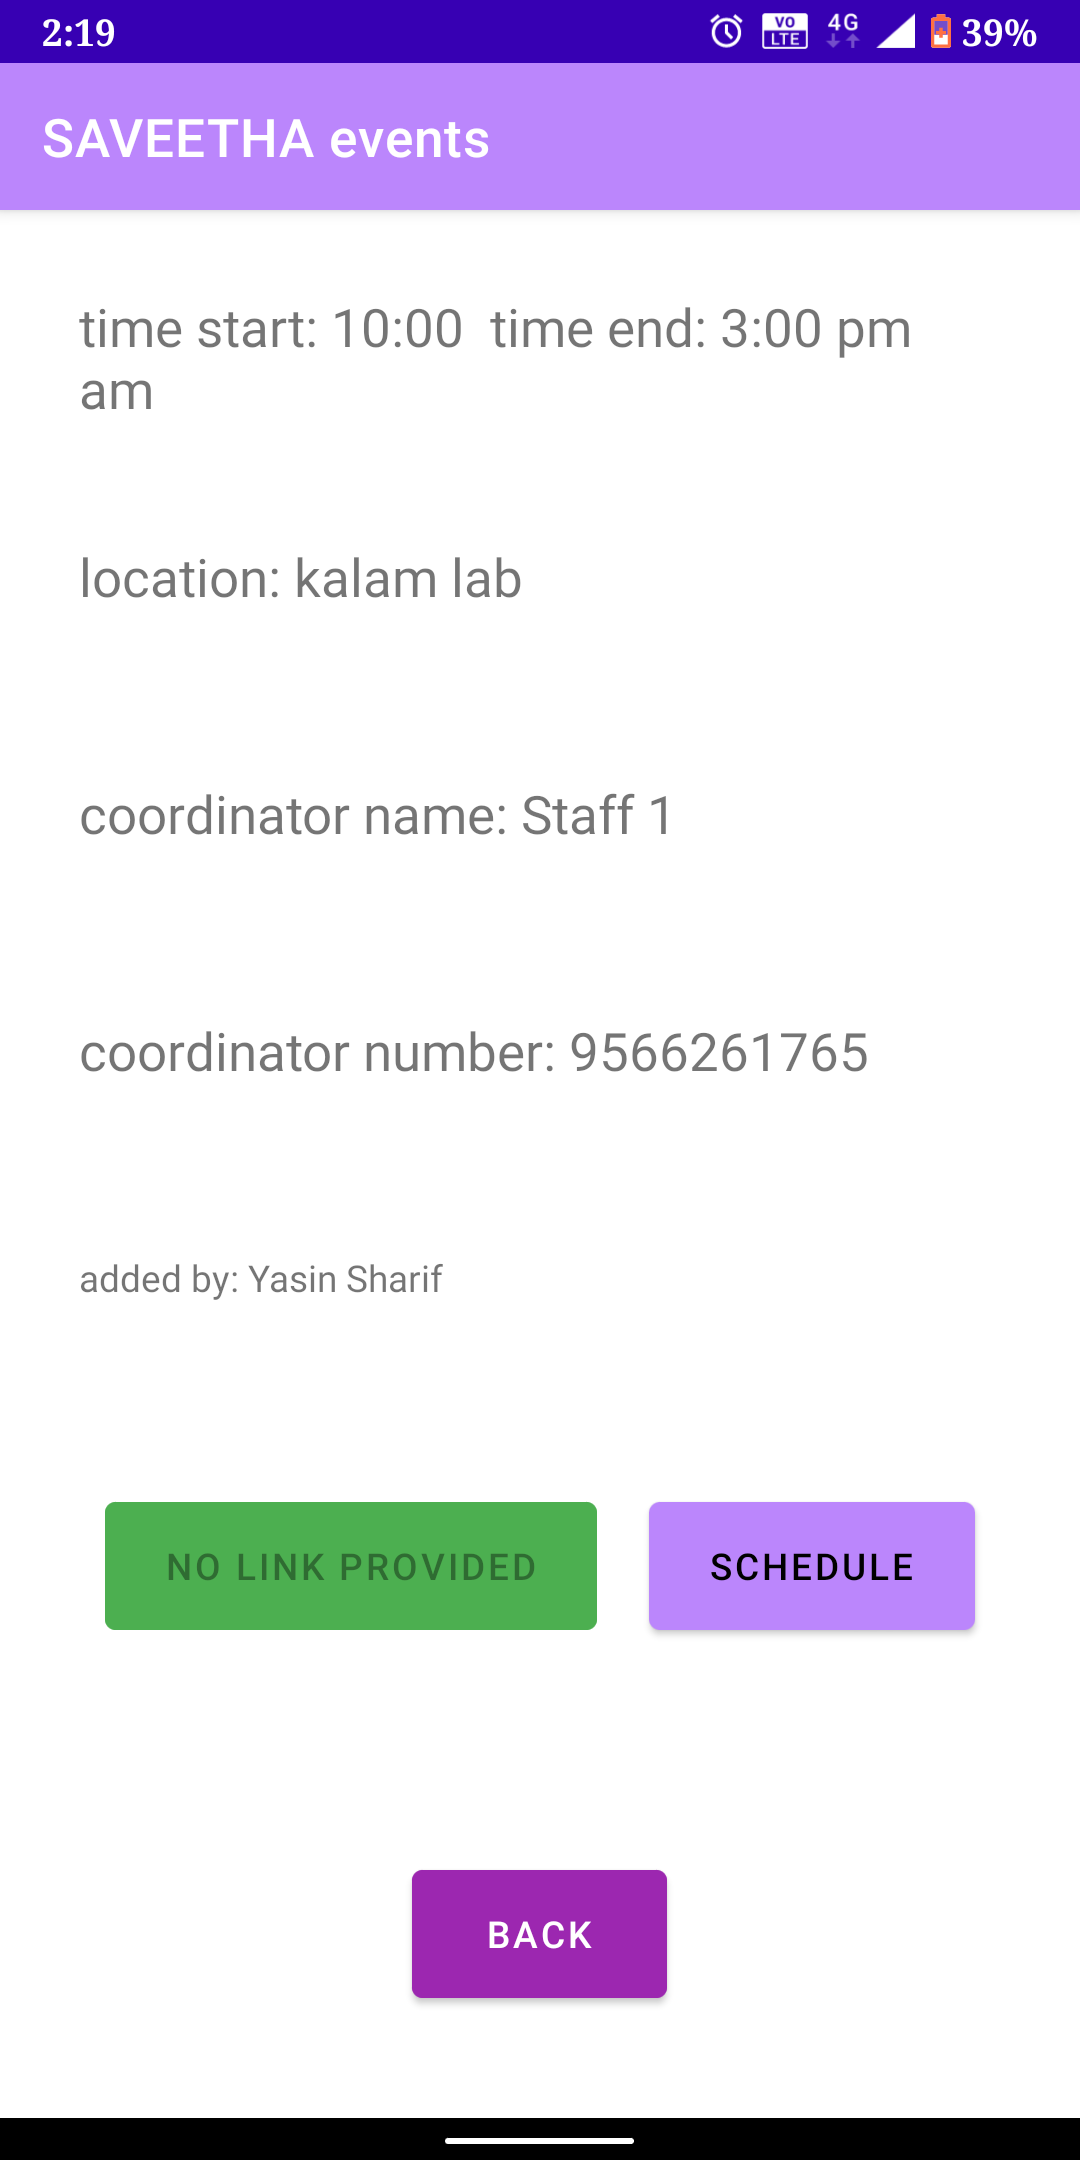 2:19 VO LTE 4G 39%
SAVEETHA events
time start: 10:00 time end: 3:00 pm
am
location: kalam lab
coordinator name: Staff 1
coordinator number: 9566261765
added by: Yasin Sharif
NO LINK PROVIDED SCHEDULE
BACK